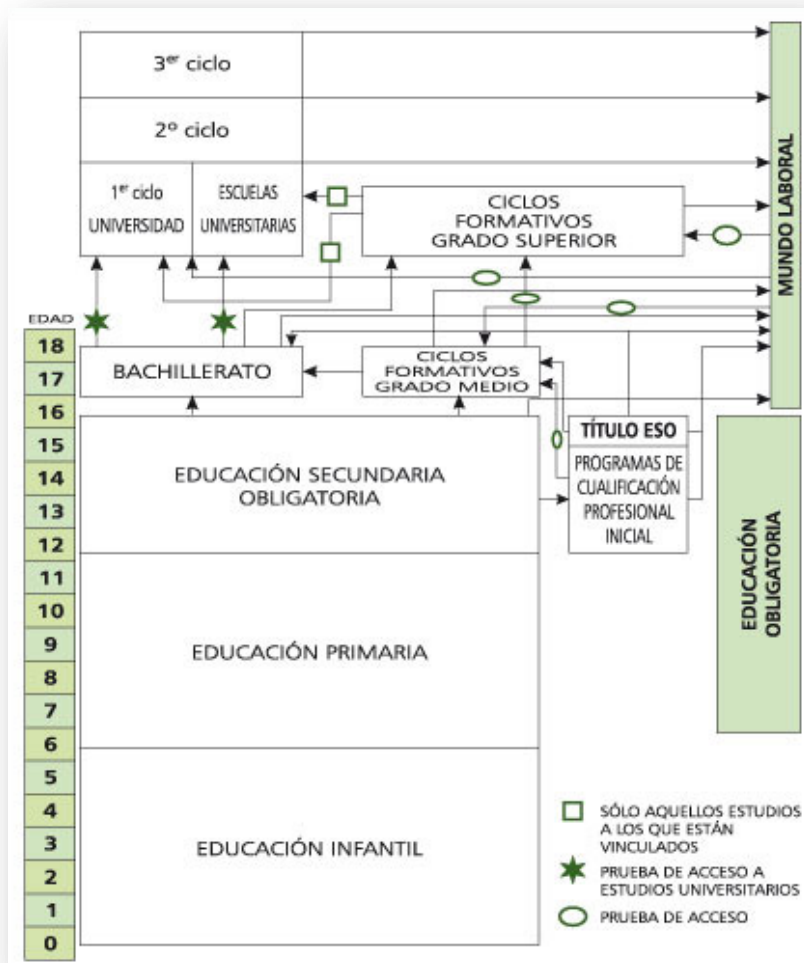 3er ciclo
2º ciclo
1er ciclo
UNIVERSIDAD
ESCUELAS
UNIVERSITARIAS
CICLOS
FORMATIVOS
GRADO SUPERIOR
MUNDO LABORAL
EDAD
18
17
16
15
14
13
12
11
10
9
8
7
6
5
4
3
2
1
0
BACHILLERATO
CICLOS
FORMATIVOS
GRADO MEDIO
TÍTULO ESO
PROGRAMAS DE
CUALIFICACIÓN
PROFESIONAL
INICIAL
EDUCACIÓN SECUNDARIA
OBLIGATORIA
EDUCACIÓN PRIMARIA
EDUCACIÓN INFANTIL
EDUCACIÓN
OBLIGATORIA
SÓLO AQUELLOS ESTUDIOS
A LOS QUE ESTÁN
VINCULADOS
PRUEBA DE ACCESO A
ESTUDIOS UNIVERSITARIOS
PRUEBA DE ACCESO